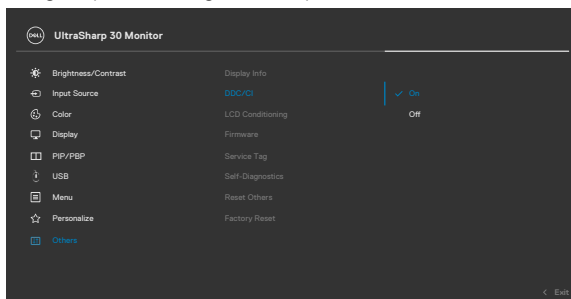 DELL UltraSharp 30 Monitor
Brightness/Contrast Display Info
Input Source DDC/CI On
Color LCD Conditioning Off
Display Firmware
PIP/PBP Service Tag
USB Self-Diagnostics
Menu Reset Others
Personalize Factory Reset
Others
Exit